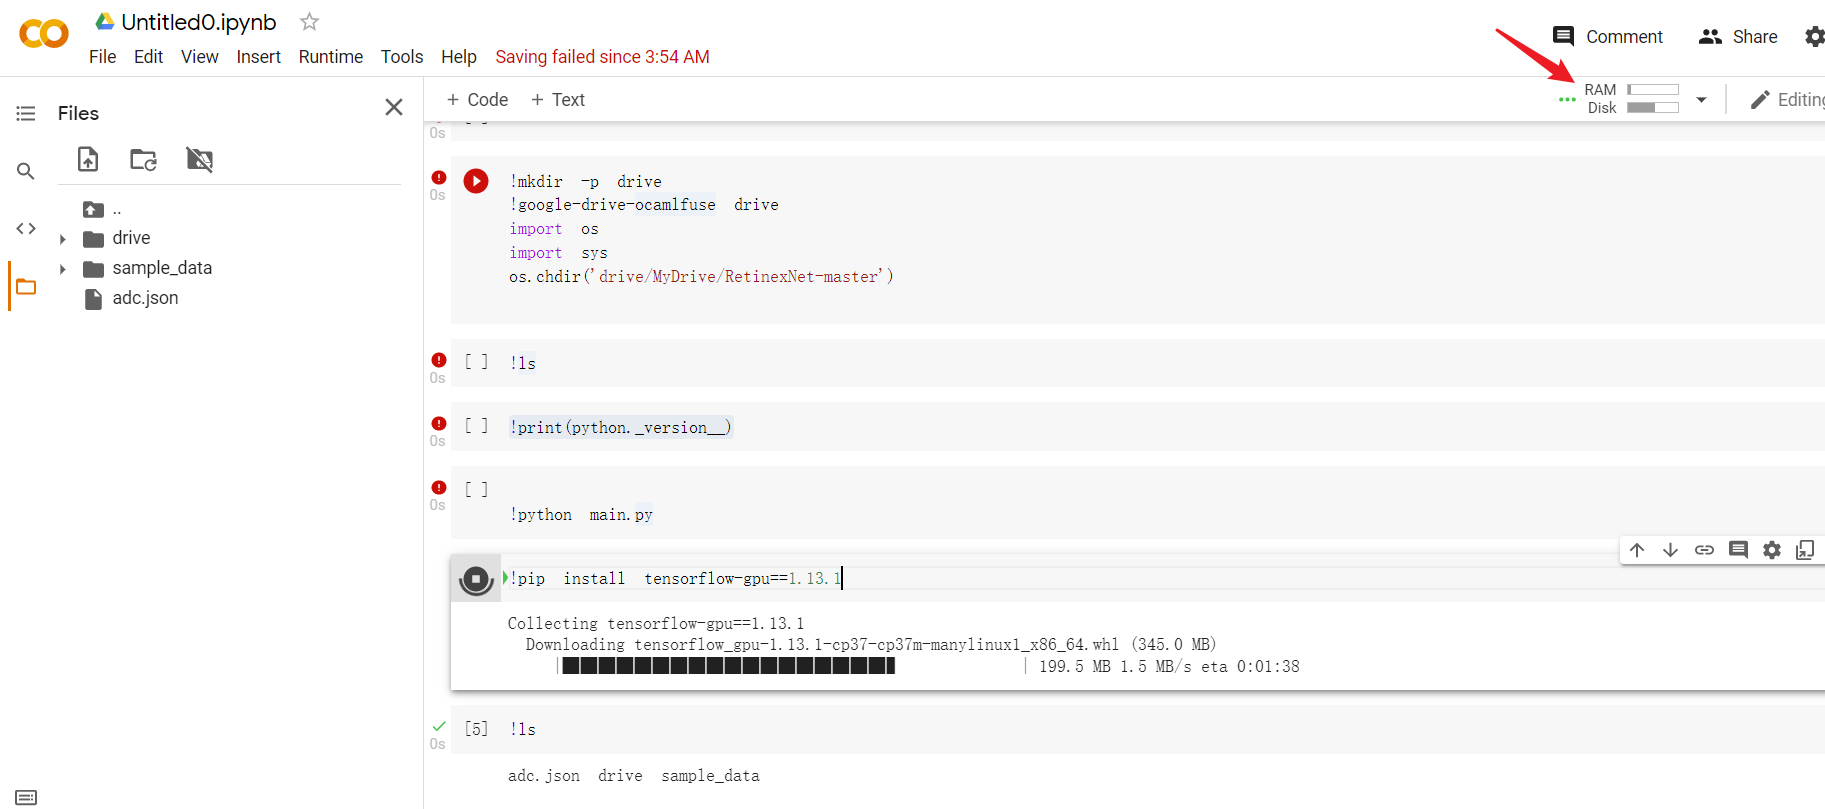 Untitled0.ipynb
File Edit View Insert Runtime Tools Help Saving failed since 3:54 AM
Comment Share
+ Code + Text
RAM
Disk
Editing
Files
..
drive
sample_data
adc.json
0s
!mkdir -p drive
0s
!google-drive-ocamlfuse drive
import os
import sys
os.chdir('drive/MyDrive/RetinexNet-master')
[ ] !ls
0s
[ ] !print(python._version__)
0s
[ ]
0s
!python main.py
!pip install tensorflow-gpu==1.13.1
Collecting tensorflow-gpu==1.13.1
Downloading tensorflow_gpu-1.13.1-cp37-cp37m-manylinux1_x86_64.whl (345.0 MB)
| | 199.5 MB 1.5 MB/s eta 0:01:38
[5] !ls
0s
adc.json drive sample_data